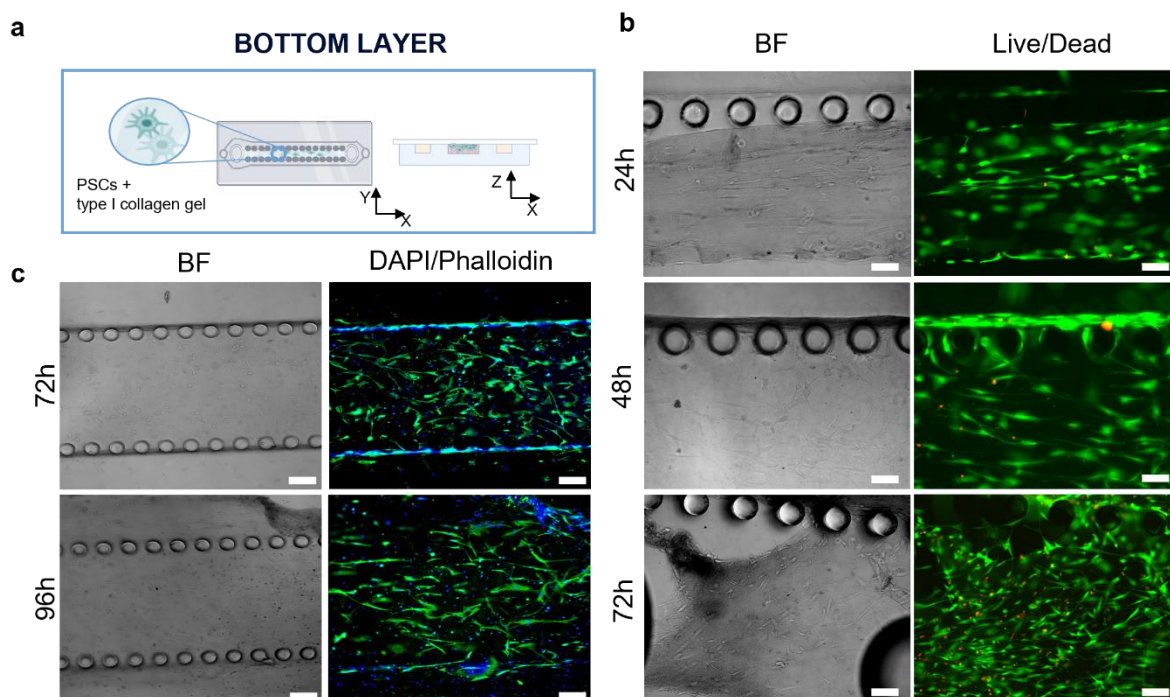 a
BOTTOM LAYER
PSCs +
type I collagen gel
Y
X
Z
X
b
BF
Live/Dead
24h
48h
72h
c
BF
DAPI/Phalloidin
72h
96h